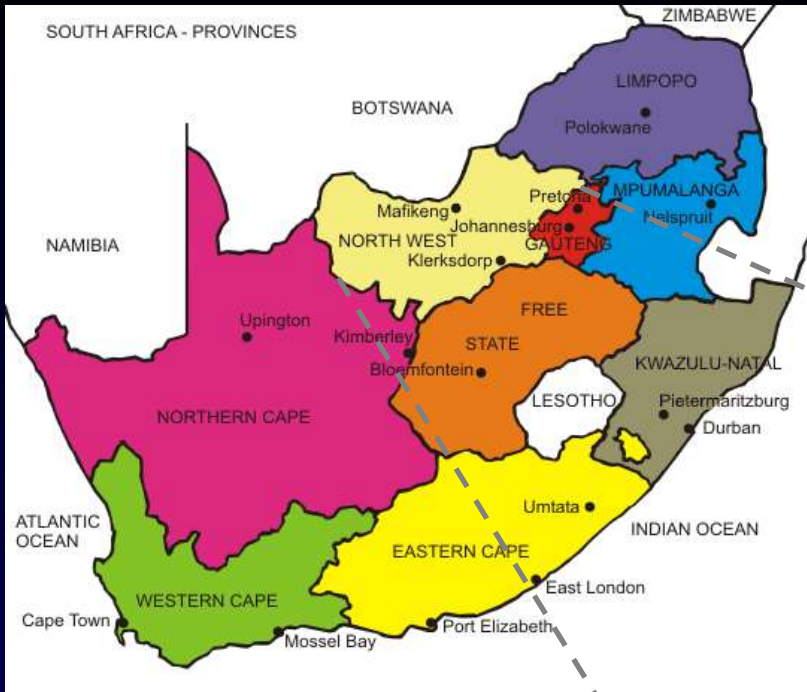 ZIMBABWE
SOUTH AFRICA - PROVINCES
LIMPOPO
BOTSWANA
Polokwane
MPUMALANGA
Pretoria
Mafikeng
Nelspruit
Johannesburg
NORTH WEST
GAUTENG
NAMIBIA
Klerksdorp
FREE
Upington
Kimberley
STATE
KWAZULU-NATAL
Bloemfontein
LESOTHO
Pietermaritzburg
NORTHERN CAPE
Durban
Umtata
ATLANTIC
OCEAN
INDIAN OCEAN
EASTERN CAPE
East London
WESTERN CAPE
Cape Town
Port Elizabeth
Mossel Bay